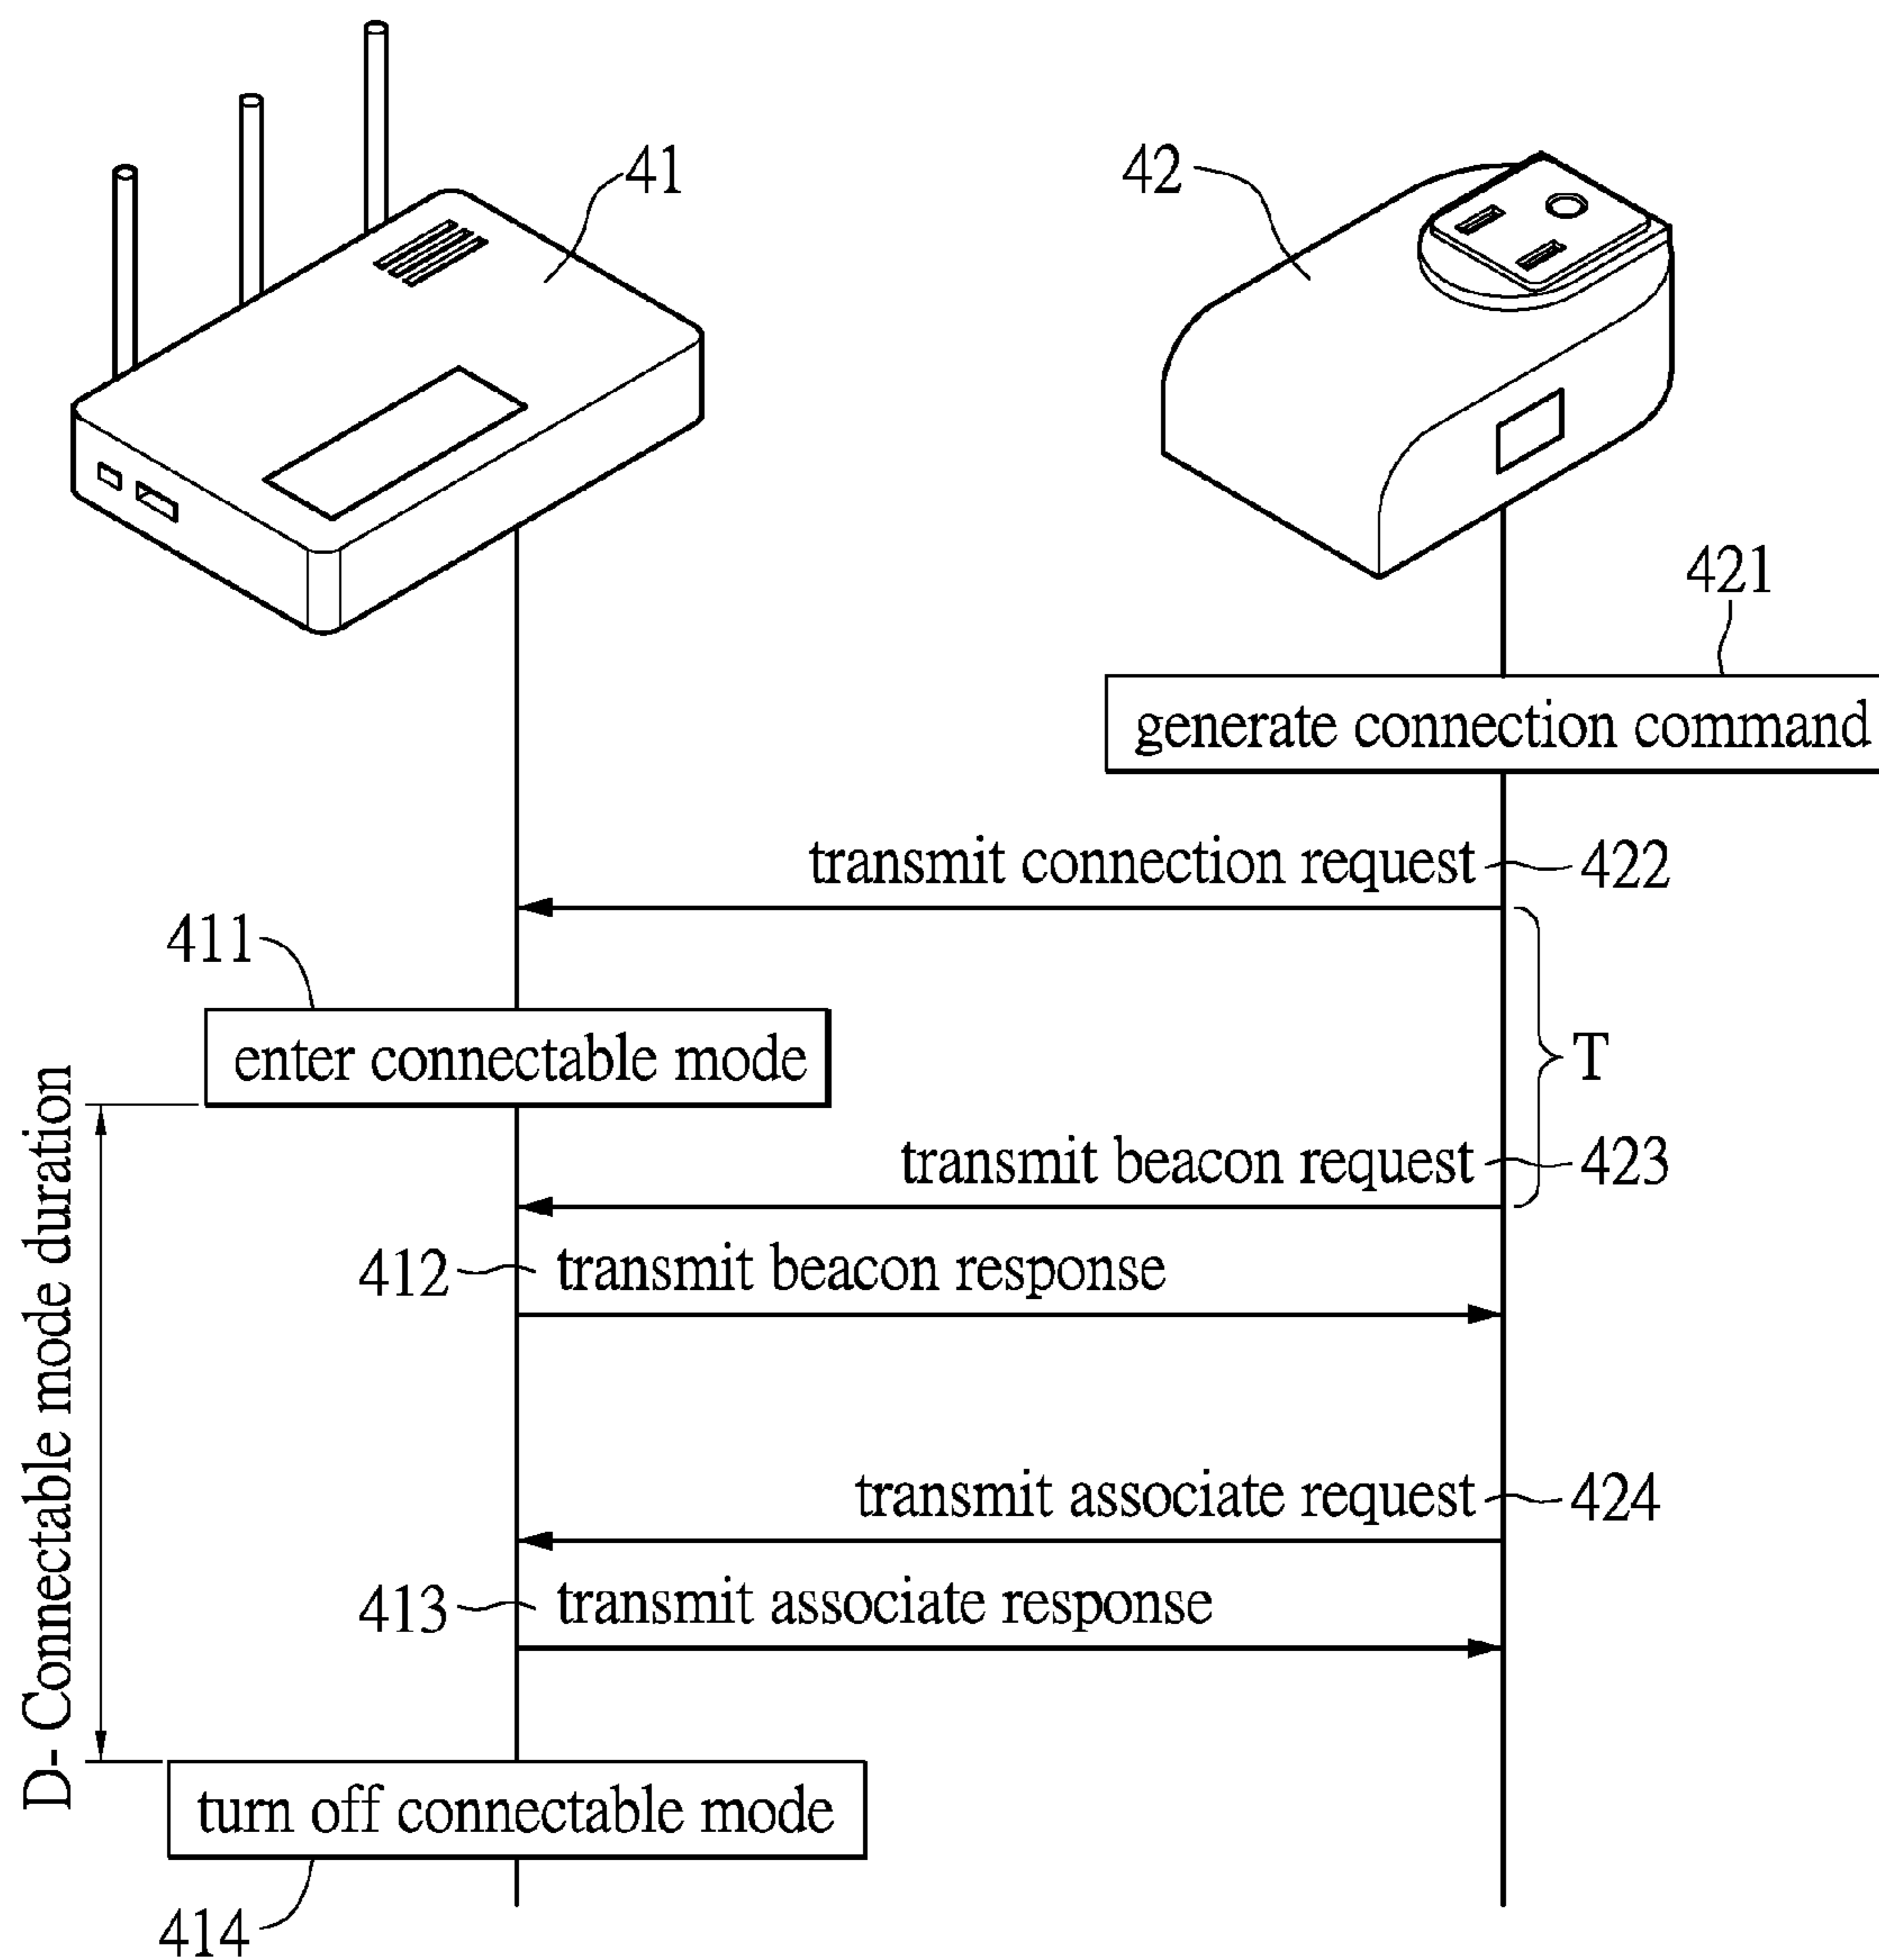 41
42
421
generate connection command
transmit connection request
422
411
enter connectable mode
T
transmit beacon request
423
412
transmit beacon response
D- Connectable mode duration
transmit associate request
424
413
transmit associate response
turn off connectable mode
414